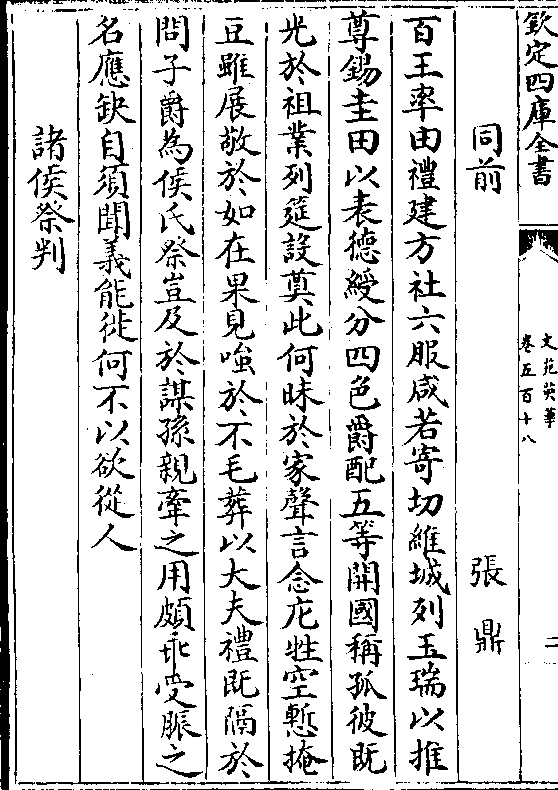 欽定四庫全書
文苑英華
卷五百十八
二
同前
張鼎
百王率由禮建方社六服咸若寄切維城列玉瑞以推
尊錫圭田以表德綬分四色爵配五等開國稱孤彼既
光於祖業列筵設奠此何昧於家聲言念庀牲空慙掩
豆雖展敬於如在果見嗤於不毛葬以大夫禮既隔於
問子爵為侯氏祭豈及於謀孫親牽之用頗乖受脤之
名應缺自須聞義能徙何不以欲從人
諸侯祭判